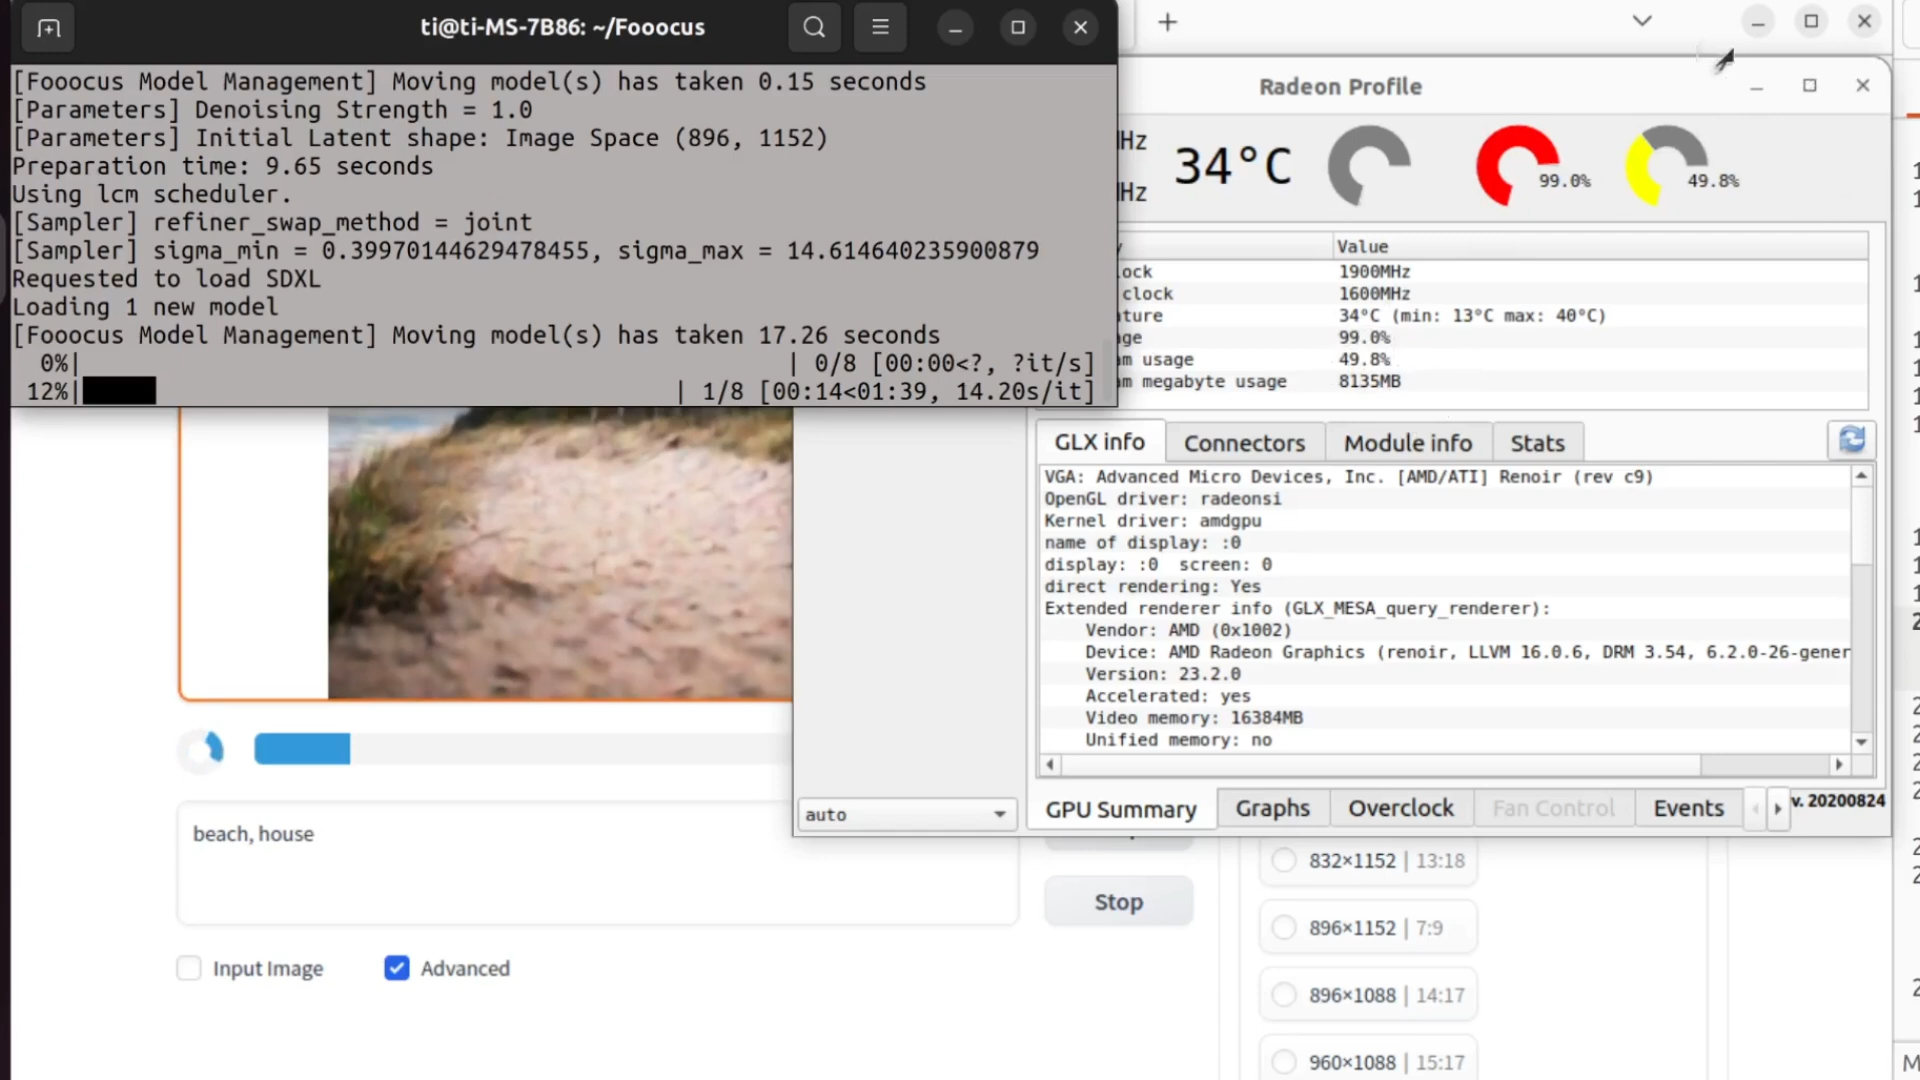 ti@ti-MS-7B86: ~/Fooocus
[Fooocus Model Management] Moving model(s) has taken 0.15 seconds
[Parameters] Denoising Strength = 1.0
[Parameters] Initial Latent shape: Image Space (896, 1152)
Preparation time: 9.65 seconds
Using lcm scheduler.
[Sampler] refiner_swap_method = joint
[Sampler] sigma_min = 0.39970144629478455, sigma_max = 14.614640235900879
Requested to load SDXL
Loading 1 new model
[Fooocus Model Management] Moving model(s) has taken 17.26 seconds
0%| | 0/8 [00:00<?, ?it/s]
12%| | 1/8 [00:14<01:39, 14.20s/it]
Radeon Profile
Hz
Hz
34°C
99.0%
49.8%
Value
ock 1900MHz
clock 1600MHz
ture 34°C (min: 13°C max: 40°C)
ge 99.0%
am usage 49.8%
am megabyte usage 8135MB
GLX info Connectors Module info Stats
VGA: Advanced Micro Devices, Inc. [AMD/ATI] Renoir (rev c9)
OpenGL driver: radeonsi
Kernel driver: amdgpu
name of display: :0
display: :0 screen: 0
direct rendering: Yes
Extended renderer info (GLX_MESA_query_renderer):
Vendor: AMD (0x1002)
Device: AMD Radeon Graphics (renoir, LLVM 16.0.6, DRM 3.54, 6.2.0-26-gener
Version: 23.2.0
Accelerated: yes
Video memory: 16384MB
Unified memory: no
auto
GPU Summary Graphs Overclock Fan Control Events v. 20200824
beach, house
Stop
Input Image
Advanced
832×1152 | 13:18
896×1152 | 7:9
896×1088 | 14:17
960×1088 | 15:17